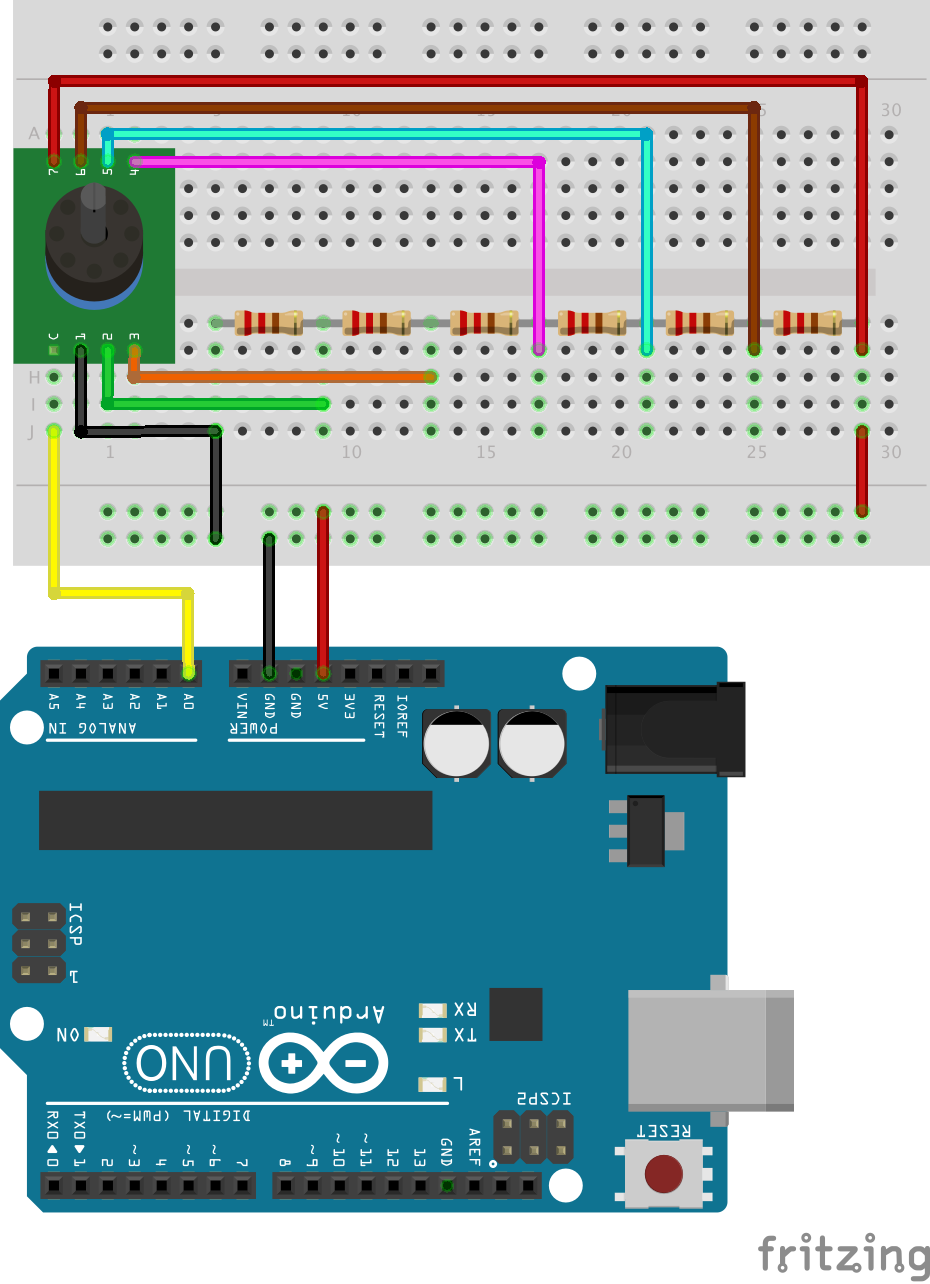 A
1 5 10 15 20 25 30
7 6 5 4
C 1 2 3
H
I
J
1 10 15 20 25 30
A5 A4 A3 A2 A1 A0 VIN GND GND 5V 3V3 RESET IOREF
ANALOG IN POWER
ICSP
1
Arduino™
RX
ON UNO TX
L
ICSP2
DIGITAL (PWM=~)
RESET
RX0◀0 TX0▶1 2 ~3 4 ~5 ~6 7 8 ~9 ~10 ~11 12 13 GND AREF
fritzing